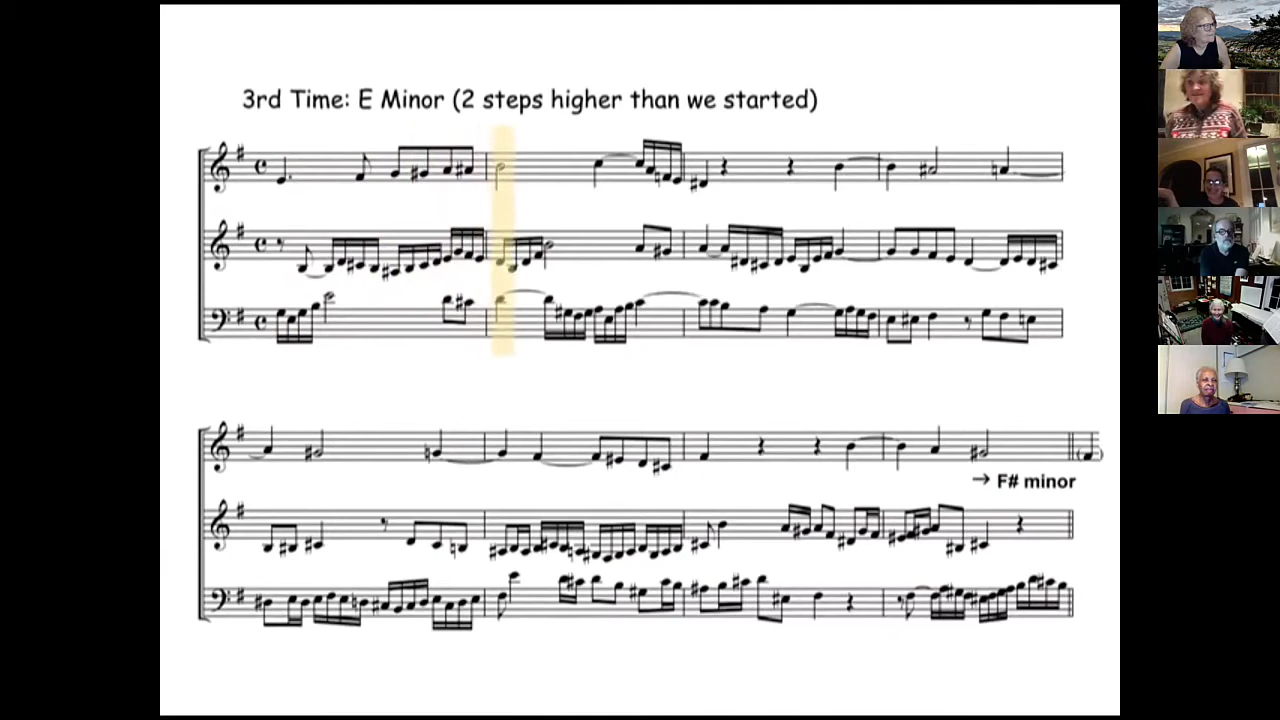 3rd Time: E Minor (2 steps higher than we started)
→ F# minor